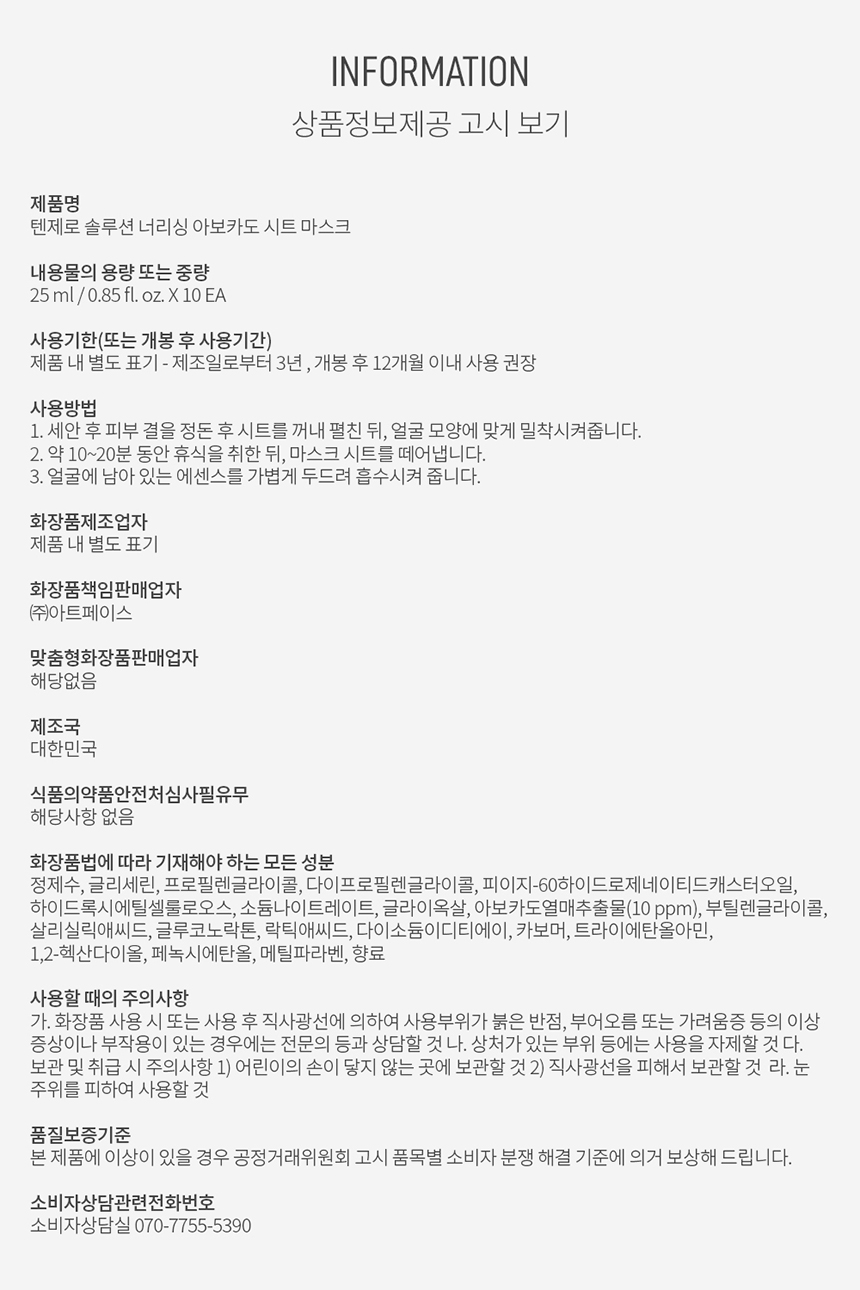 INFORMATION
상품정보제공 고시 보기
제품명
텐제로 솔루션 너리싱 아보카도 시트 마스크
내용물의 용량 또는 중량
25 ml / 0.85 fl. oz. X 10 EA
사용기한(또는 개봉 후 사용기간)
제품 내 별도 표기 - 제조일로부터 3년 , 개봉 후 12개월 이내 사용 권장
사용방법
1. 세안 후 피부 결을 정돈 후 시트를 꺼내 펼친 뒤, 얼굴 모양에 맞게 밀착시켜줍니다.
2. 약 10~20분 동안 휴식을 취한 뒤, 마스크 시트를 떼어냅니다.
3. 얼굴에 남아 있는 에센스를 가볍게 두드려 흡수시켜 줍니다.
화장품제조업자
제품 내 별도 표기
화장품책임판매업자
㈜아트페이스
맞춤형화장품판매업자
해당없음
제조국
대한민국
식품의약품안전처심사필유무
해당사항 없음
화장품법에 따라 기재해야 하는 모든 성분
정제수, 글리세린, 프로필렌글라이콜, 다이프로필렌글라이콜, 피이지-60하이드로제네이티드캐스터오일,
하이드록시에틸셀룰로오스, 소듐나이트레이트, 글라이옥살, 아보카도열매추출물(10 ppm), 부틸렌글라이콜,
살리실릭애씨드, 글루코노락톤, 락틱애씨드, 다이소듐이디티에이, 카보머, 트라이에탄올아민,
1,2-헥산다이올, 페녹시에탄올, 메틸파라벤, 향료
사용할 때의 주의사항
가. 화장품 사용 시 또는 사용 후 직사광선에 의하여 사용부위가 붉은 반점, 부어오름 또는 가려움증 등의 이상
증상이나 부작용이 있는 경우에는 전문의 등과 상담할 것 나. 상처가 있는 부위 등에는 사용을 자제할 것 다.
보관 및 취급 시 주의사항 1) 어린이의 손이 닿지 않는 곳에 보관할 것 2) 직사광선을 피해서 보관할 것 라. 눈
주위를 피하여 사용할 것
품질보증기준
본 제품에 이상이 있을 경우 공정거래위원회 고시 품목별 소비자 분쟁 해결 기준에 의거 보상해 드립니다.
소비자상담관련전화번호
소비자상담실 070-7755-5390